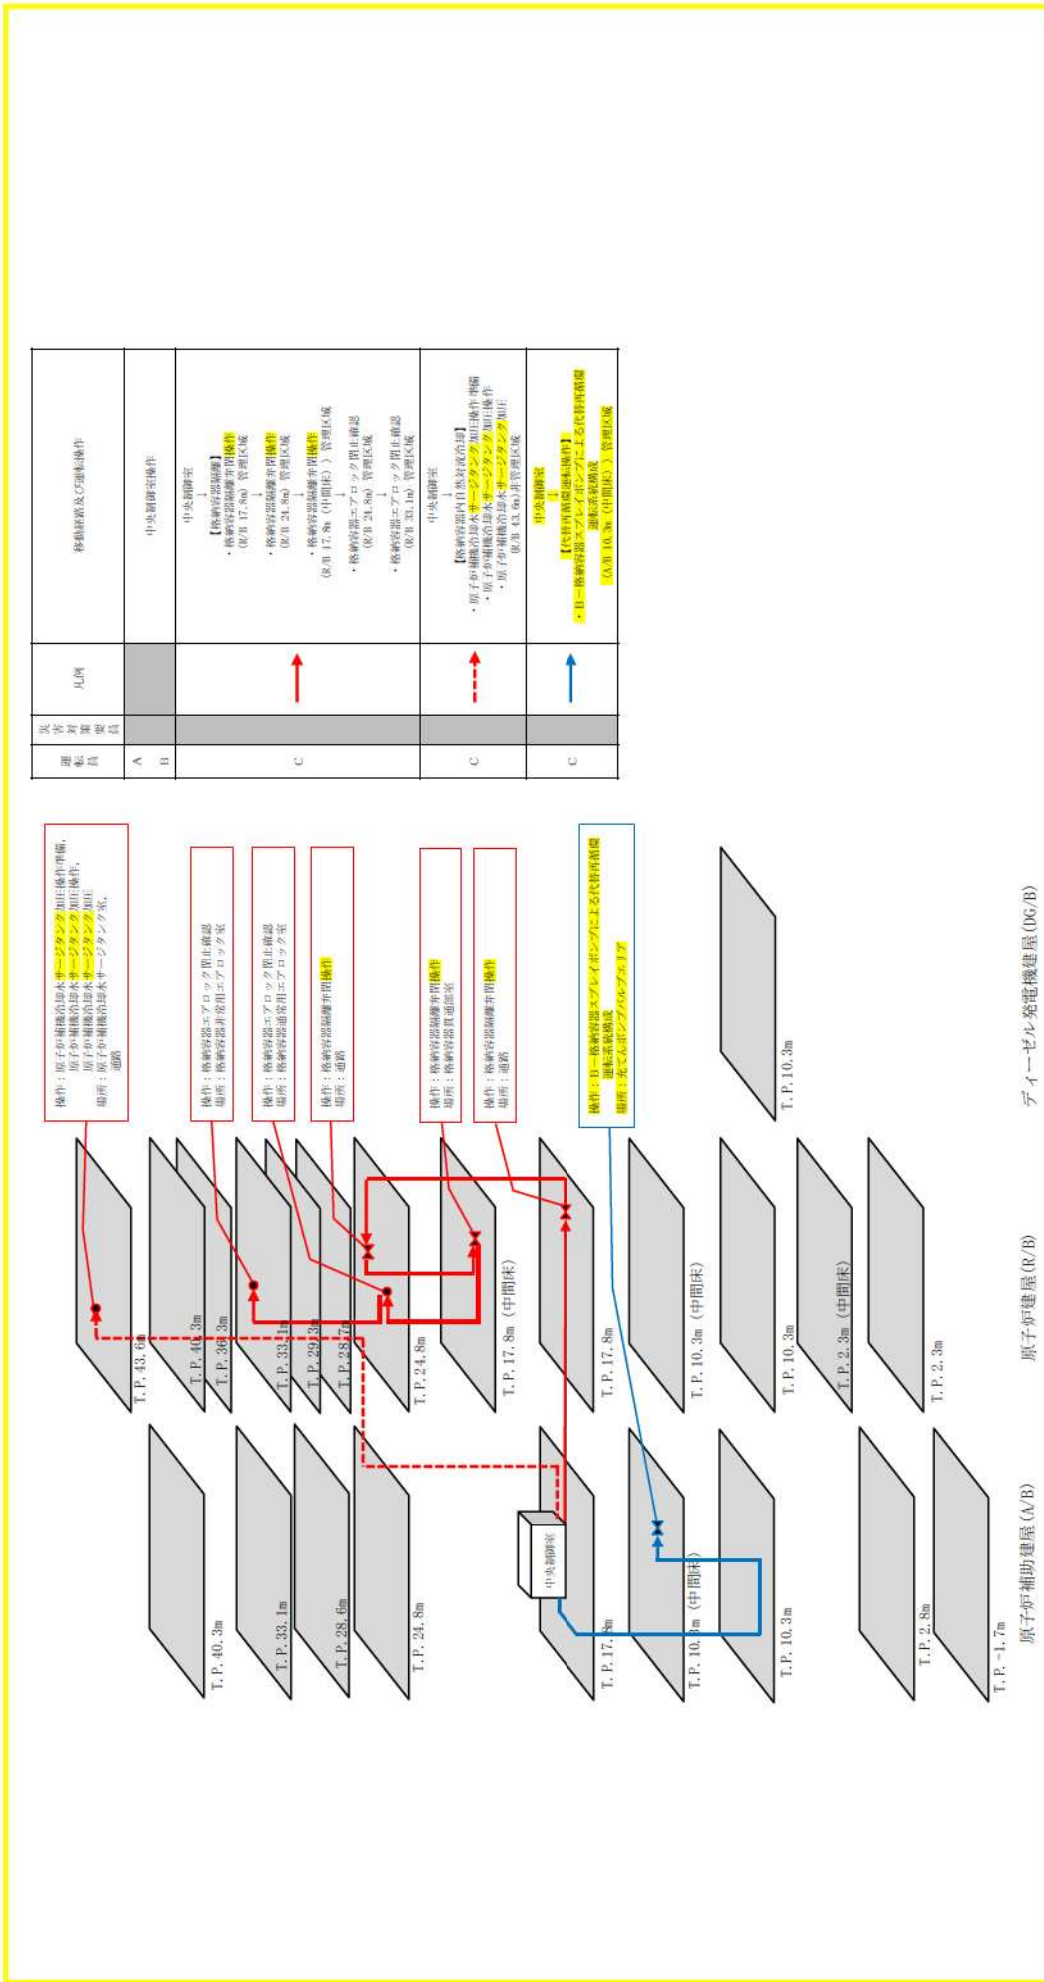 運転員
災害対策要員
凡例
移動経路及び運転操作
A
B
中央制御室操作
C
中央制御室
↓
【格納容器隔離】
・格納容器隔離弁閉操作
(R/B 17.8m) 管理区域
↓
・格納容器隔離弁閉操作
(R/B 24.8m) 管理区域
↓
・格納容器隔離弁閉操作
(R/B 17.8m (中間床)) 管理区域
↓
・格納容器エアロック閉止確認
(R/B 24.8m) 管理区域
↓
・格納容器エアロック閉止確認
(R/B 33.1m) 管理区域
C
中央制御室
↓
【格納容器内自然対流冷却】
・原子炉補機冷却水サージタンク加圧操作準備
・原子炉補機冷却水サージタンク加圧操作
・原子炉補機冷却水サージタンク加圧
(R/B 43.6m)非管理区域
C
中央制御室
↓
【代替再循環運転操作】
・B-格納容器スプレイポンプによる代替再循環
運転系統構成
(A/B 10.3m (中間床)) 管理区域
操作：原子炉補機冷却水サージタンク加圧操作準備,
原子炉補機冷却水サージタンク加圧操作,
原子炉補機冷却水サージタンク加圧
場所：原子炉補機冷却水サージタンク室,
通路
操作：格納容器エアロック閉止確認
場所：格納容器非常用エアロック室
操作：格納容器エアロック閉止確認
場所：格納容器通常用エアロック室
操作：格納容器隔離弁閉操作
場所：通路
操作：格納容器隔離弁閉操作
場所：格納容器貫通部室
操作：格納容器隔離弁閉操作
場所：通路
操作：B-格納容器スプレイポンプによる代替再循環
運転系統構成
場所：充てんポンプバルブエリア
T.P.40.3m
T.P.33.1m
T.P.28.6m
T.P.24.8m
中央制御室
T.P.17.8m
T.P.10.3m (中間床)
T.P.10.3m
T.P.2.8m
T.P.-1.7m
原子炉補助建屋(A/B)
T.P.43.6m
T.P.40.3m
T.P.36.3m
T.P.33.1m
T.P.29.3m
T.P.28.7m
T.P.24.8m
T.P.17.8m (中間床)
T.P.17.8m
T.P.10.3m (中間床)
T.P.10.3m
T.P.2.3m (中間床)
T.P.2.3m
原子炉建屋(R/B)
T.P.10.3m
ディーゼル発電機建屋(DG/B)